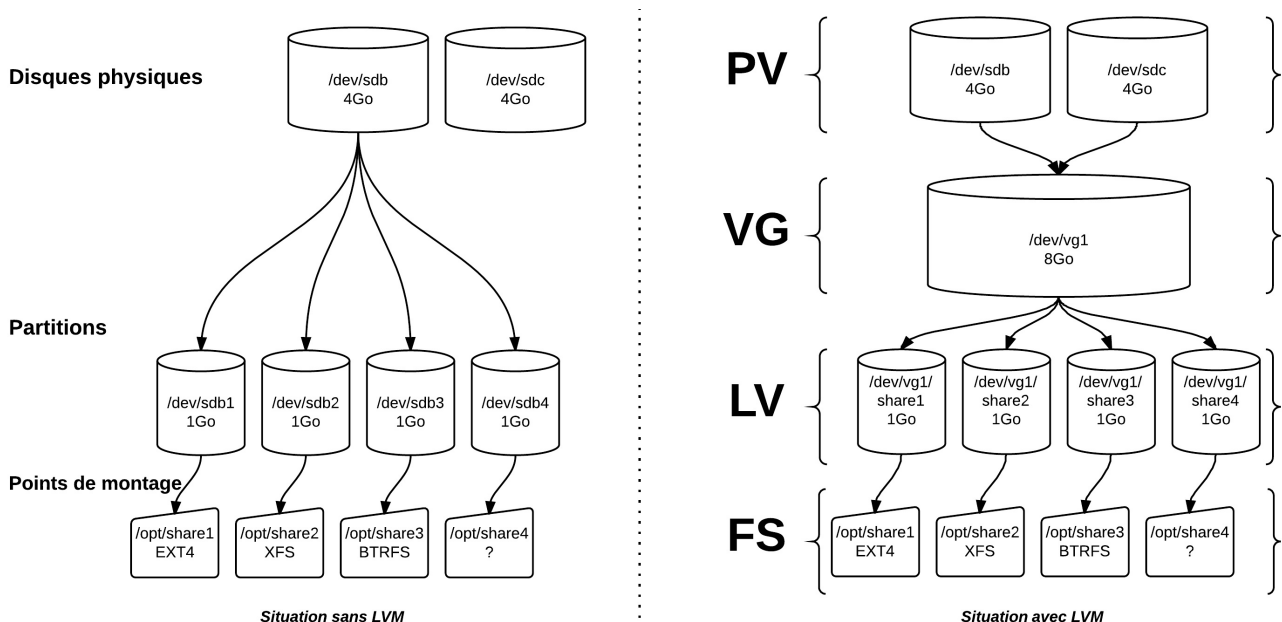 Disques physiques
/dev/sdb
4Go
/dev/sdc
4Go
Partitions
/dev/sdb1
1Go
/dev/sdb2
1Go
/dev/sdb3
1Go
/dev/sdb4
1Go
Points de montage
/opt/share1
EXT4
/opt/share2
XFS
/opt/share3
BTRFS
/opt/share4
?
Situation sans LVM
PV
/dev/sdb
4Go
/dev/sdc
4Go
VG
/dev/vg1
8Go
LV
/dev/vg1/
share1
1Go
/dev/vg1/
share2
1Go
/dev/vg1/
share3
1Go
/dev/vg1/
share4
1Go
FS
/opt/share1
EXT4
/opt/share2
XFS
/opt/share3
BTRFS
/opt/share4
?
Situation avec LVM